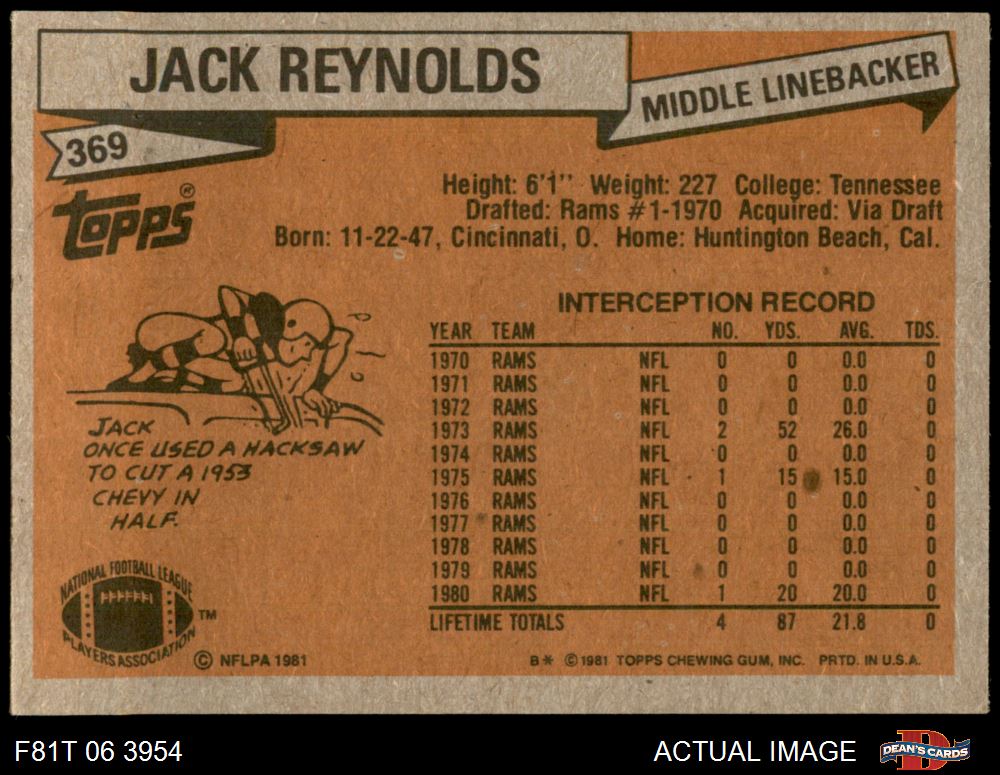 JACK REYNOLDS
MIDDLE LINEBACKER
369
TOPPS®
Height: 6'1'' Weight: 227 College: Tennessee
Drafted: Rams #1-1970 Acquired: Via Draft
Born: 11-22-47, Cincinnati, O. Home: Huntington Beach, Cal.
JACK
ONCE USED A HACKSAW
TO CUT A 1953
CHEVY IN
HALF.
INTERCEPTION RECORD
YEAR TEAM NO. YDS. AVG. TDS.
1970 RAMS NFL 0 0 0.0 0
1971 RAMS NFL 0 0 0.0 0
1972 RAMS NFL 0 0 0.0 0
1973 RAMS NFL 2 52 26.0 0
1974 RAMS NFL 0 0 0.0 0
1975 RAMS NFL 1 15 15.0 0
1976 RAMS NFL 0 0 0.0 0
1977 RAMS NFL 0 0 0.0 0
1978 RAMS NFL 0 0 0.0 0
1979 RAMS NFL 0 0 0.0 0
1980 RAMS NFL 1 20 20.0 0
LIFETIME TOTALS 4 87 21.8 0
NATIONAL FOOTBALL LEAGUE
PLAYERS ASSOCIATION
TM
© NFLPA 1981
B* © 1981 TOPPS CHEWING GUM, INC. PRTD. IN U.S.A.
F81T 06 3954
ACTUAL IMAGE
D
DEAN'S CARDS